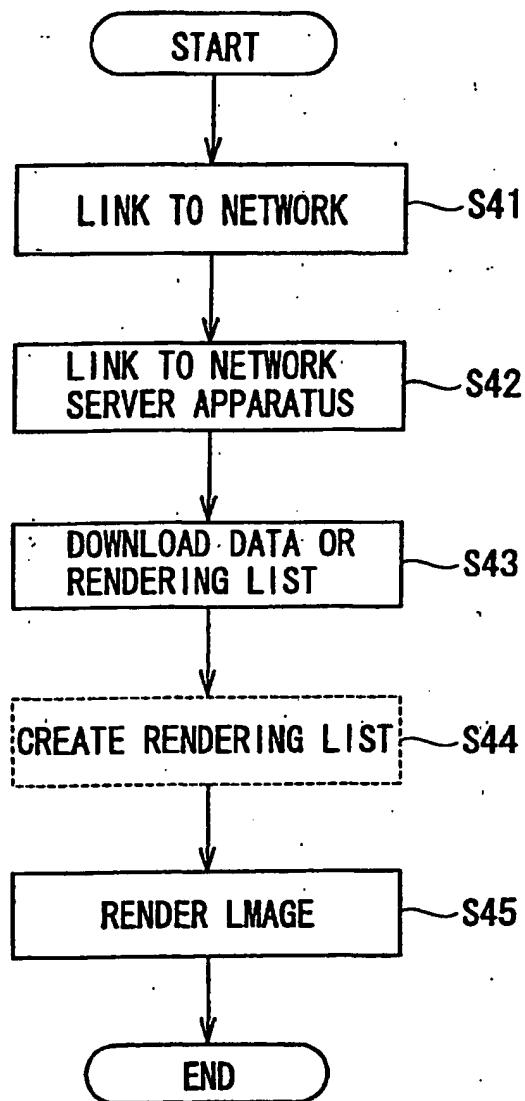 START
LINK TO NETWORK
S41
LINK TO NETWORK
SERVER APPARATUS
S42
DOWNLOAD DATA OR
RENDERING LIST
S43
CREATE RENDERING LIST
S44
RENDER LMAGE
S45
END